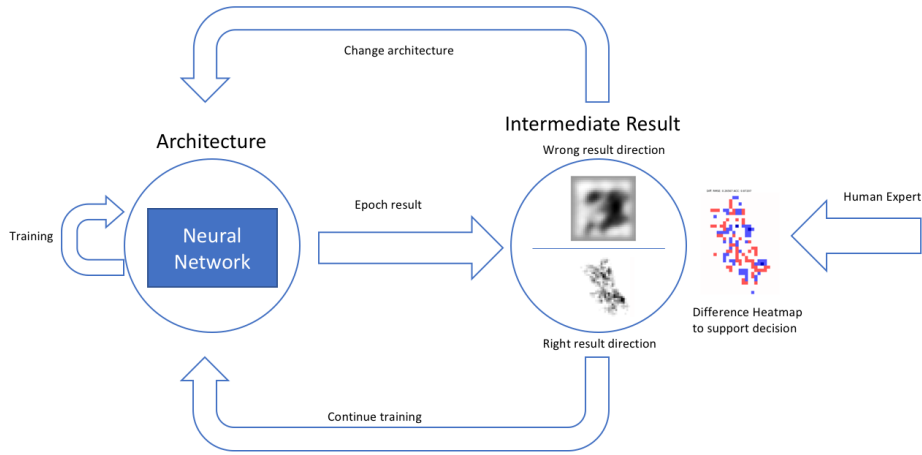 Change architecture
Architecture
Intermediate Result
Wrong result direction
Training
Neural
Network
Epoch result
Human Expert
Difference Heatmap
to support decision
Right result direction
Continue training